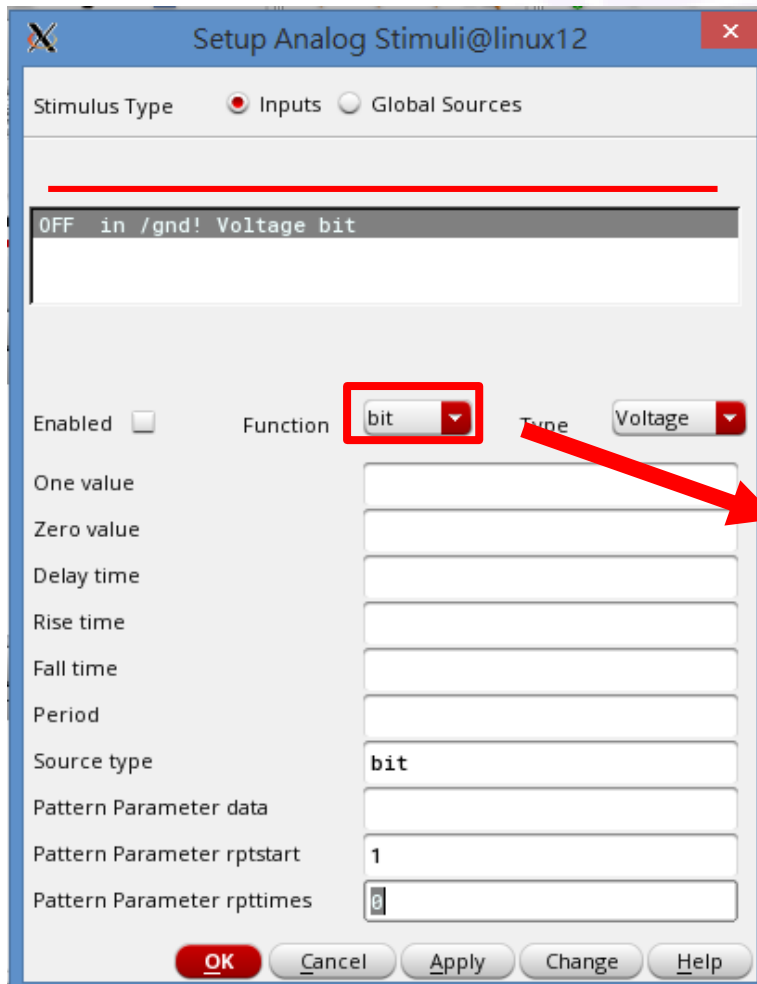 Setup Analog Stimuli@linux12
Stimulus Type Inputs Global Sources
OFF in /gnd! Voltage bit
Enabled Function bit Type Voltage
One value
Zero value
Delay time
Rise time
Fall time
Period
Source type bit
Pattern Parameter data
Pattern Parameter rptstart 1
Pattern Parameter rpttimes 0
OK Cancel Apply Change Help